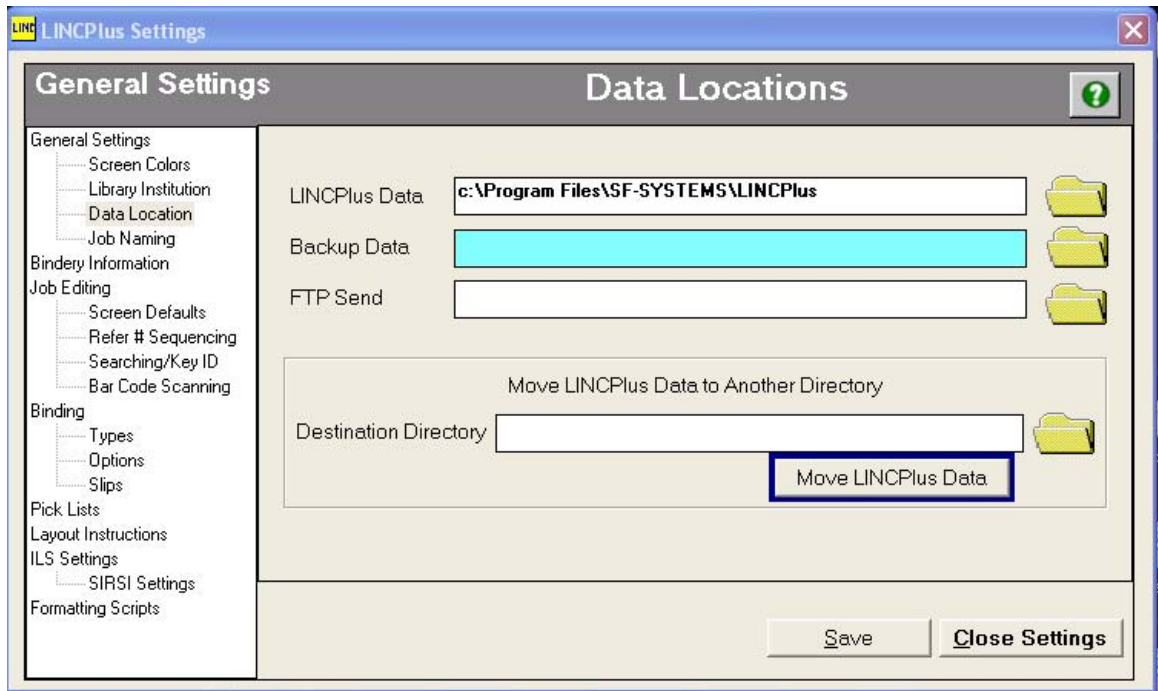 LINC LINCPlus Settings
General Settings
Data Locations
?
General Settings
Screen Colors
Library Institution
Data Location
Job Naming
Bindery Information
Job Editing
Screen Defaults
Refer # Sequencing
Searching/Key ID
Bar Code Scanning
Binding
Types
Options
Slips
Pick Lists
Layout Instructions
ILS Settings
SIRSI Settings
Formatting Scripts
LINCPlus Data c:\Program Files\SF-SYSTEMS\LINCPlus
Backup Data
FTP Send
Move LINCPlus Data to Another Directory
Destination Directory
Move LINCPlus Data
Save
Close Settings